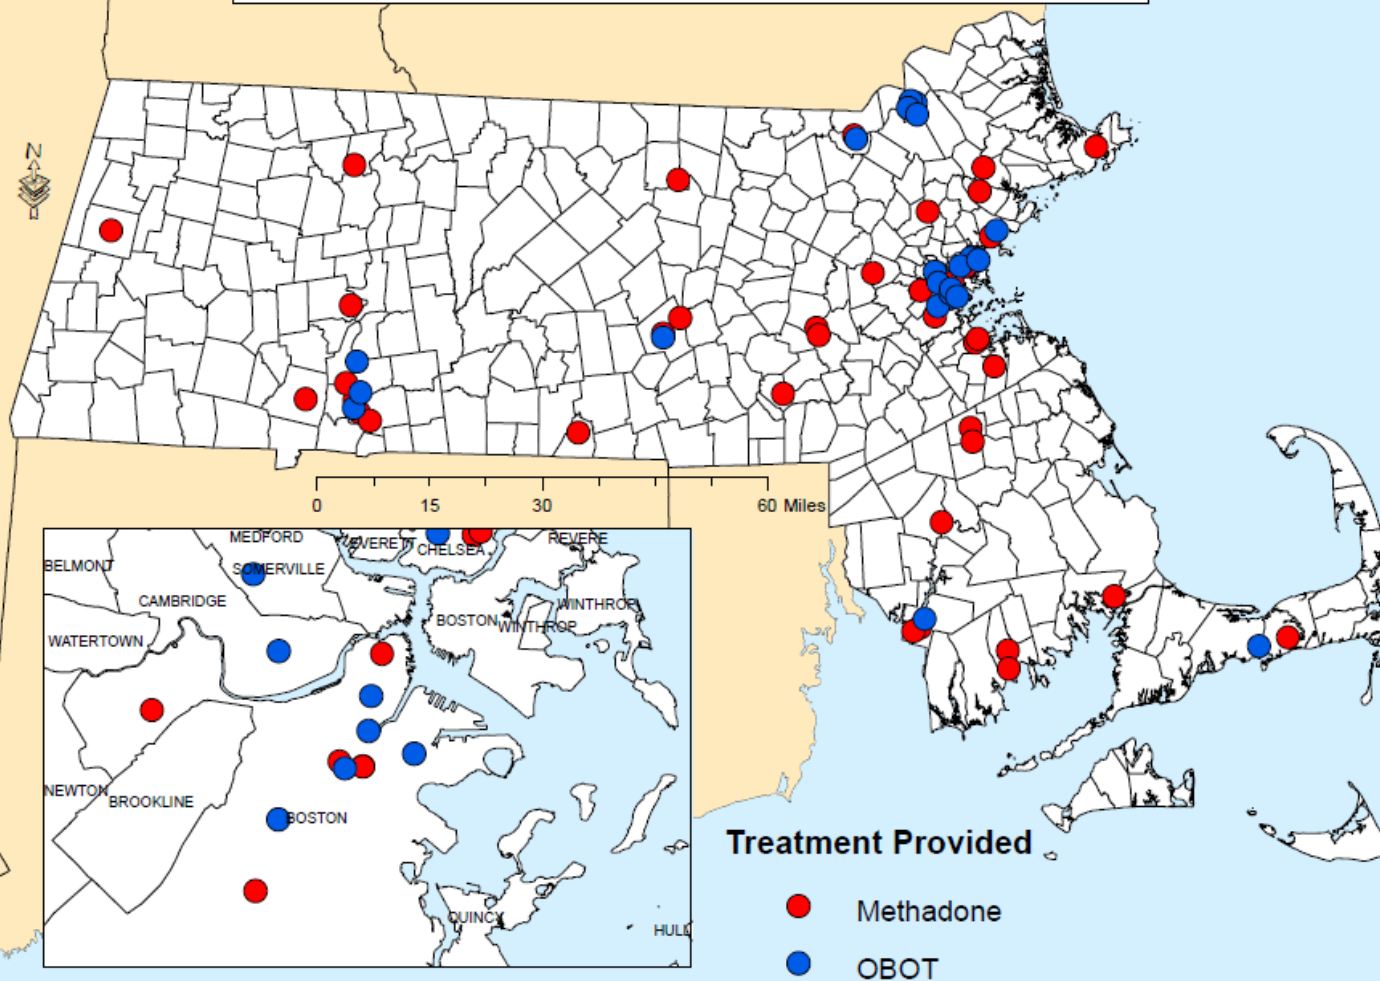 N
0 15 30 60 Miles
MEDFORD
EVERETT
CHELSEA
REVERE
BELMONT
SOMERVILLE
CAMBRIDGE
WINTHROP
BOSTON
WINTHROP
WATERTOWN
NEWTON
BROOKLINE
BOSTON
QUINCY
HULL
Treatment Provided
Methadone
OBOT